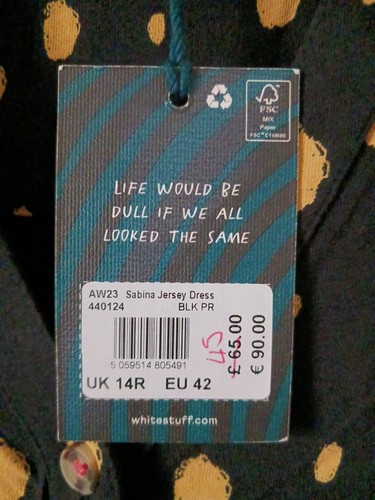 FSC
MIX
Paper
LIFE WOULD BE
DULL IF WE ALL
LOOKED THE SAME
AW23 Sabina Jersey Dress
440124 BLK PR
5 059514 805491
UK 14R EU 42
45
£ 65.00
€ 90.00
whitestuff.com